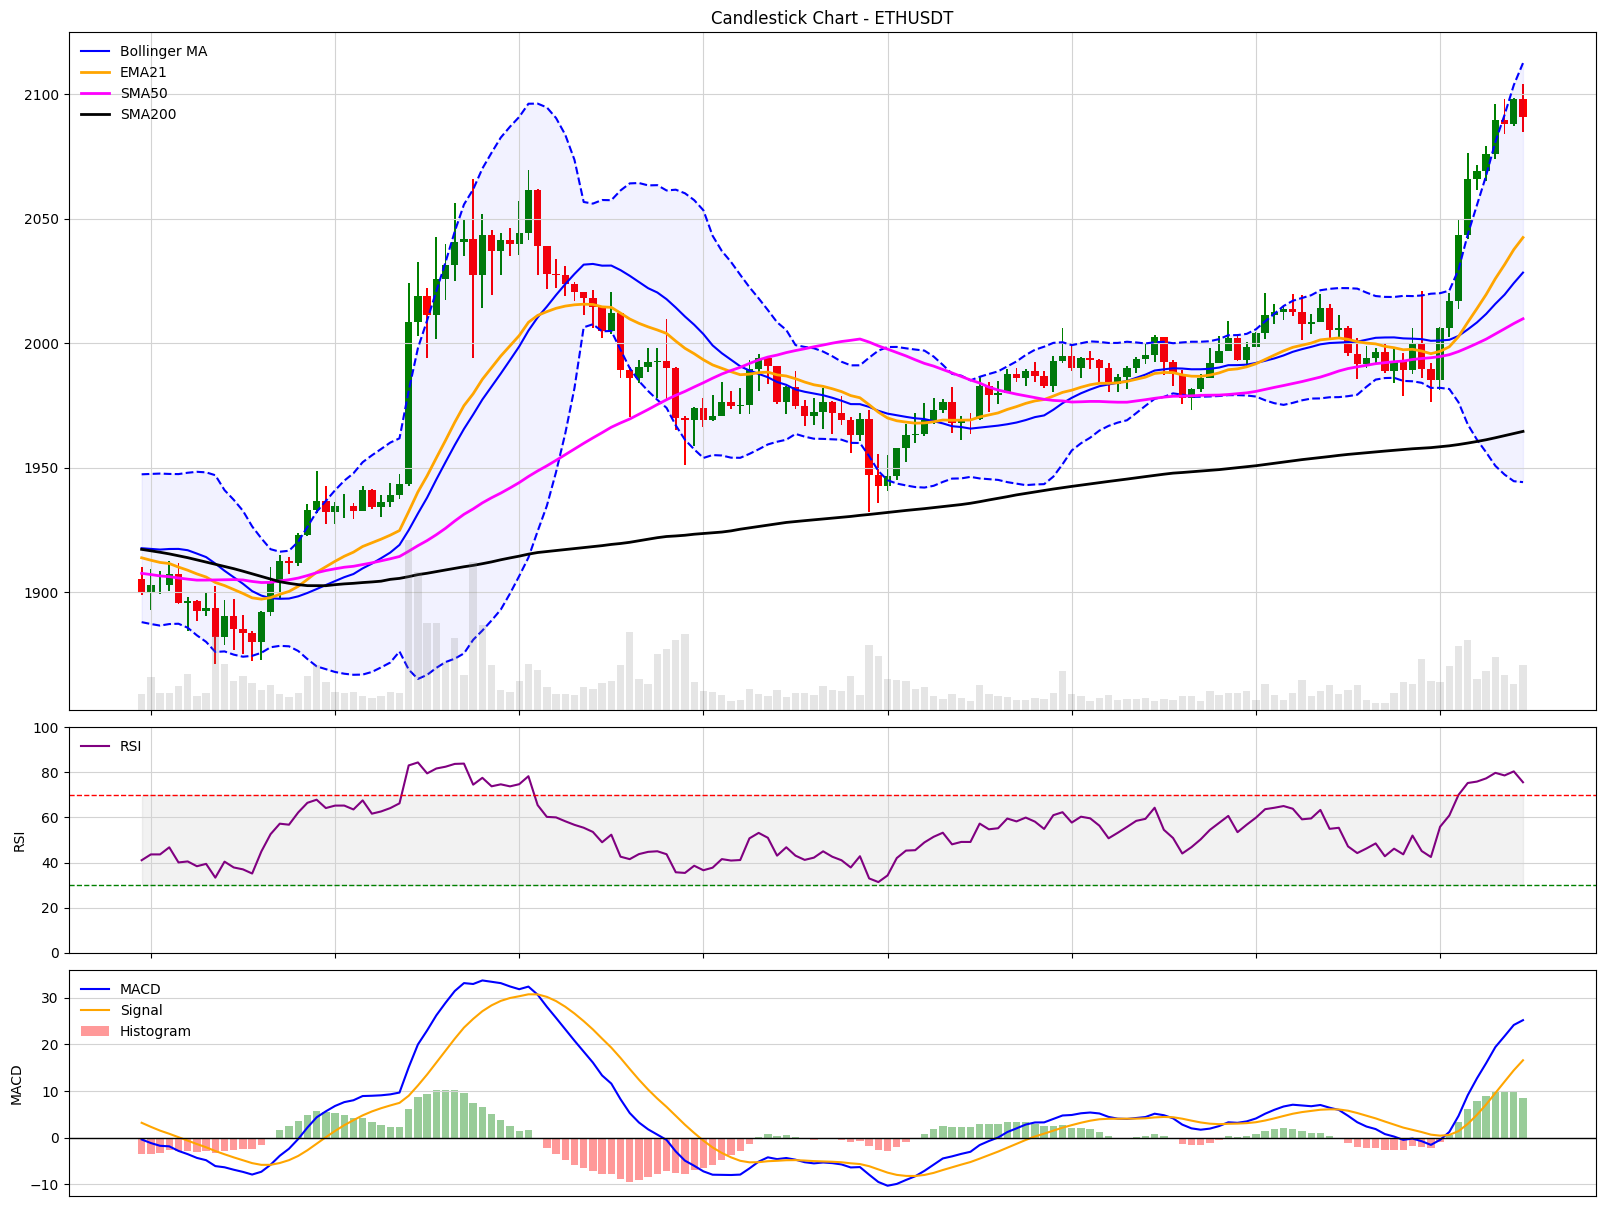 Candlestick Chart - ETHUSDT
Bollinger MA
EMA21
SMA50
SMA200
2100
2050
2000
1950
1900
RSI
100
80
60
40
20
0
RSI
MACD
Signal
Histogram
30
20
10
0
−10
MACD